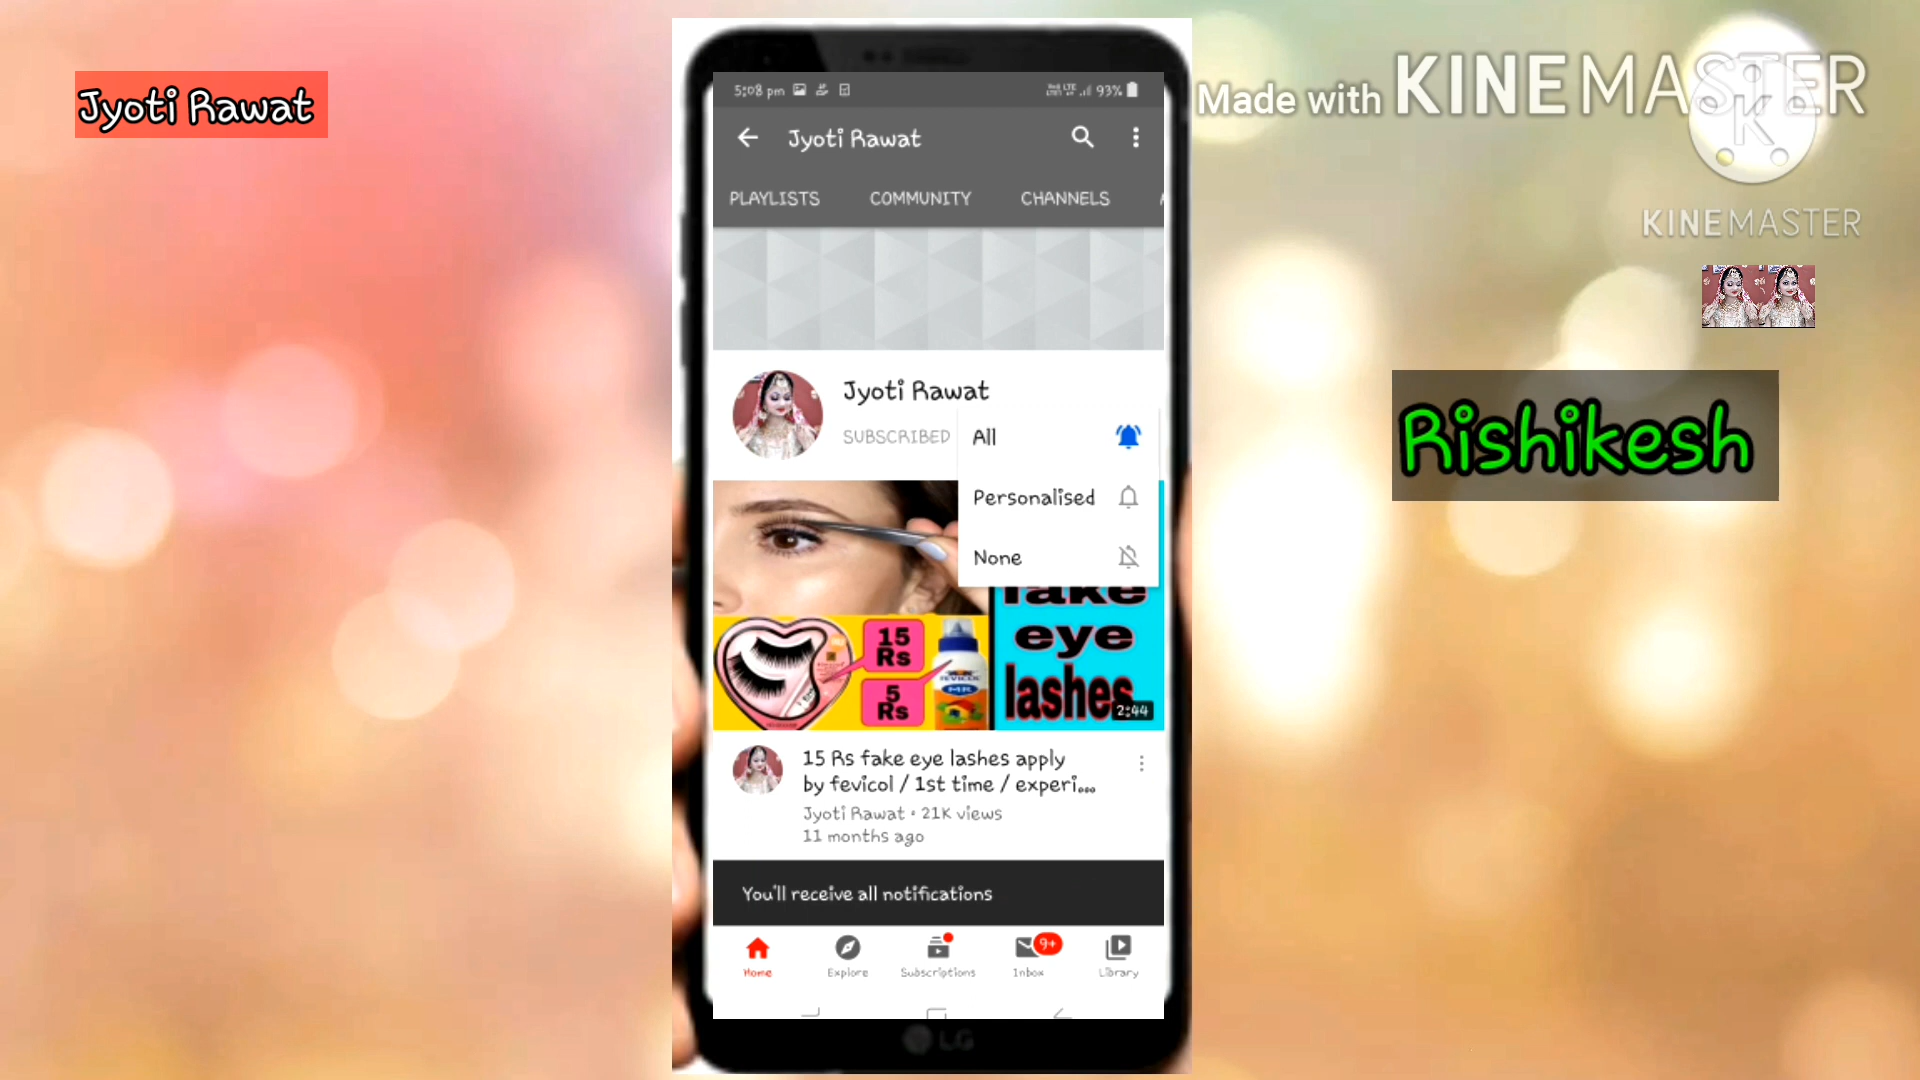 Jyoti Rawat
Made with KINEMASTER
KINEMASTER
Rishikesh
5:08 pm
93%
Jyoti Rawat
PLAYLISTS COMMUNITY CHANNELS
Jyoti Rawat
SUBSCRIBED
All
Personalised
None
fake
eye
lashes
15
Rs
5
Rs
FEVICOL
MR
2:44
15 Rs fake eye lashes apply
by fevicol / 1st time / experi...
Jyoti Rawat • 21K views
11 months ago
You'll receive all notifications
9+
Home Explore Subscriptions Inbox Library
LG